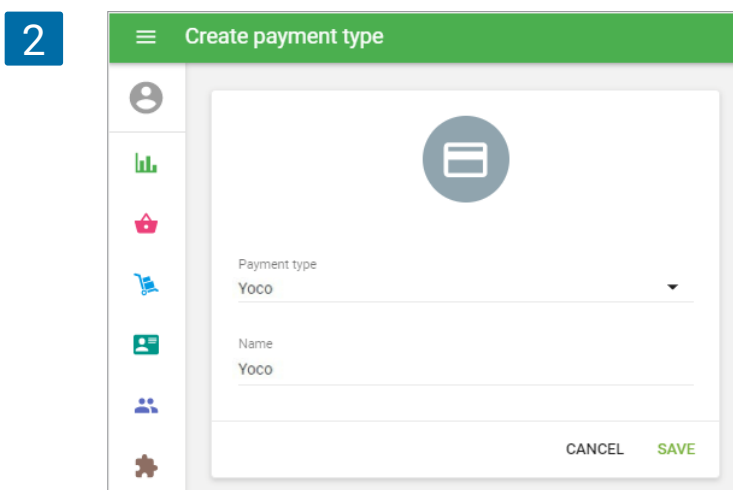 2
Create payment type
Payment type
Yoco
Name
Yoco
CANCEL SAVE